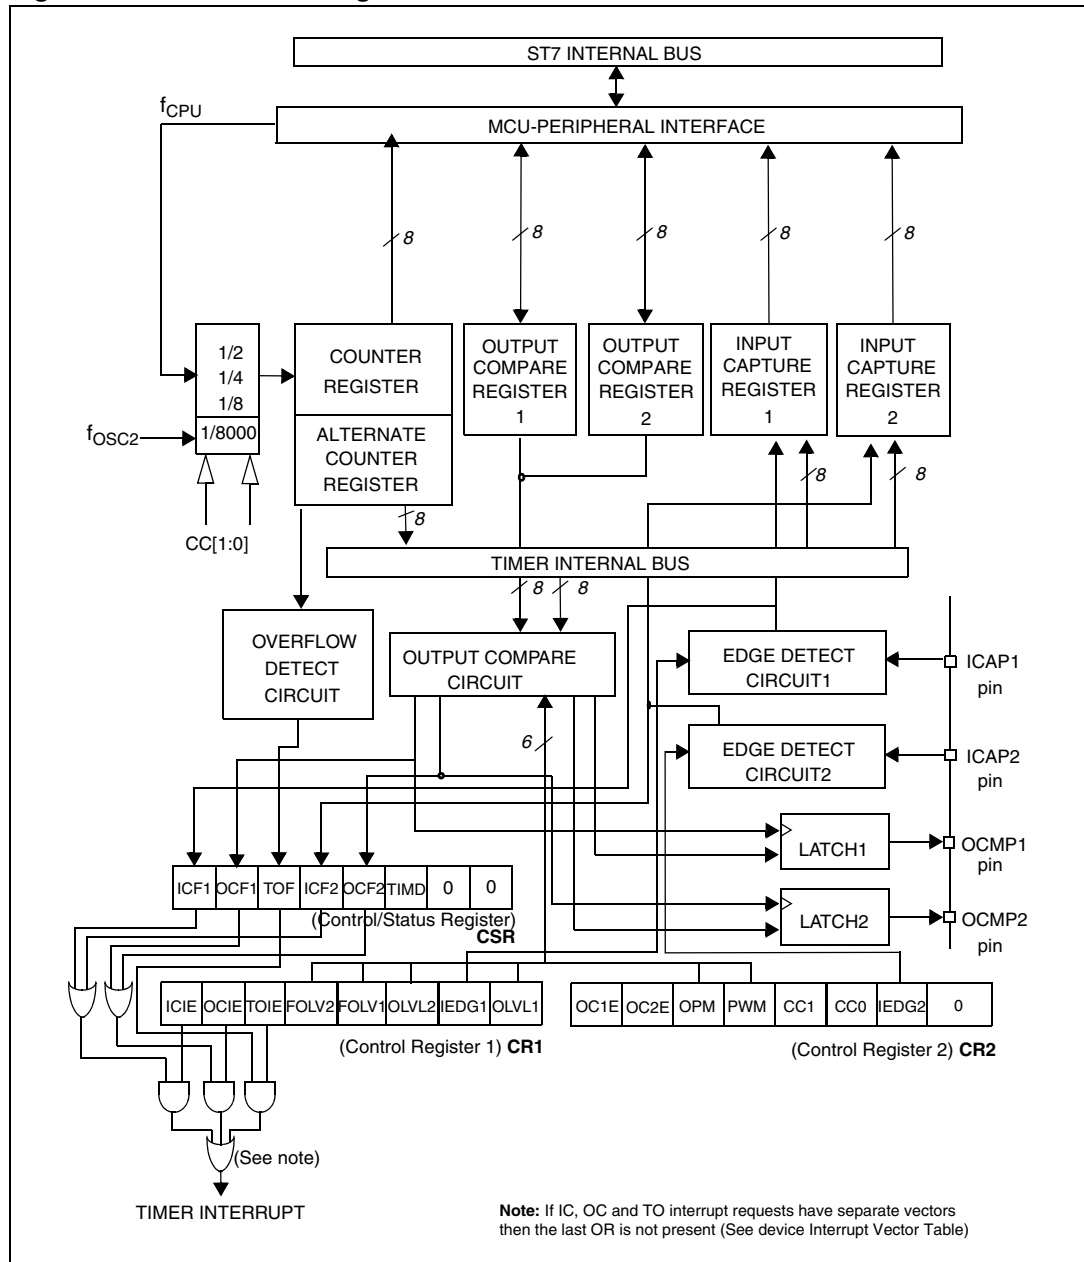 ST7 INTERNAL BUS
fCPU
MCU-PERIPHERAL INTERFACE
8
8
8
8
8
1/2
1/4
1/8
1/8000
fOSC2
CC[1:0]
COUNTER
REGISTER
ALTERNATE
COUNTER
REGISTER
OUTPUT
COMPARE
REGISTER
1
OUTPUT
COMPARE
REGISTER
2
INPUT
CAPTURE
REGISTER
1
INPUT
CAPTURE
REGISTER
2
8
8
8
TIMER INTERNAL BUS
8
8
OVERFLOW
DETECT
CIRCUIT
OUTPUT COMPARE
CIRCUIT
EDGE DETECT
CIRCUIT1
ICAP1
pin
6
EDGE DETECT
CIRCUIT2
ICAP2
pin
LATCH1
OCMP1
pin
LATCH2
OCMP2
pin
ICF1 OCF1 TOF ICF2 OCF2 TIMD 0 0
(Control/Status Register)
CSR
ICIE OCIE TOIE FOLV2 FOLV1 OLVL2 IEDG1 OLVL1
(Control Register 1) CR1
OC1E OC2E OPM PWM CC1 CC0 IEDG2 0
(Control Register 2) CR2
(See note)
TIMER INTERRUPT
Note: If IC, OC and TO interrupt requests have separate vectors
then the last OR is not present (See device Interrupt Vector Table)